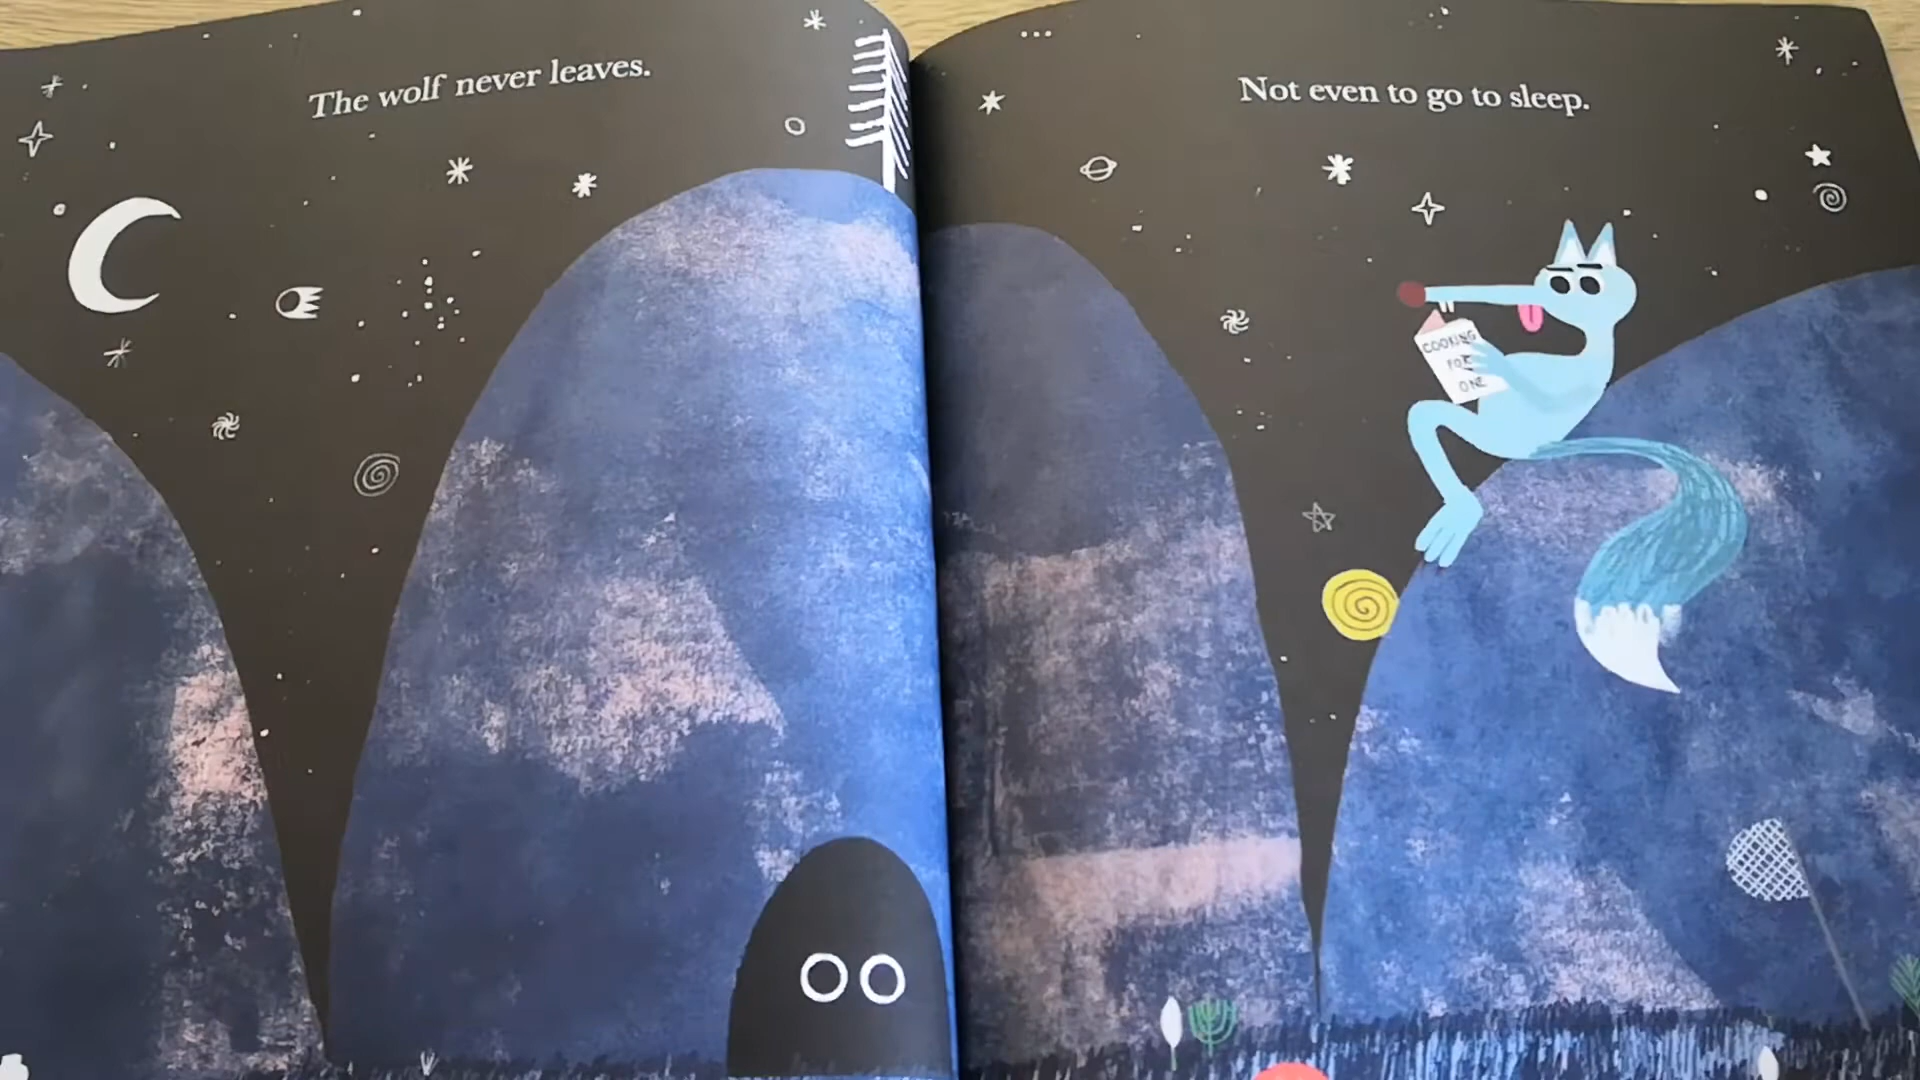 The wolf never leaves.
Not even to go to sleep.
COOKING
FOR
ONE